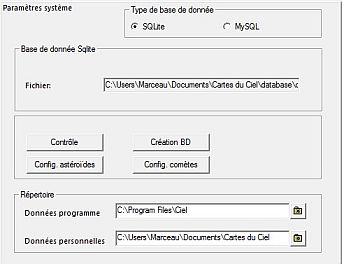 Paramètres système
Type de base de donnée
SQLite
MySQL
Base de donnée Sqlite
Fichier:
C:\Users\Marceau\Documents\Cartes du Ciel\database\c
Contrôle
Création BD
Config. astéroïdes
Config. comètes
Répertoire
Données programme
C:\Program Files\Ciel
Données personnelles
C:\Users\Marceau\Documents\Cartes du Ciel